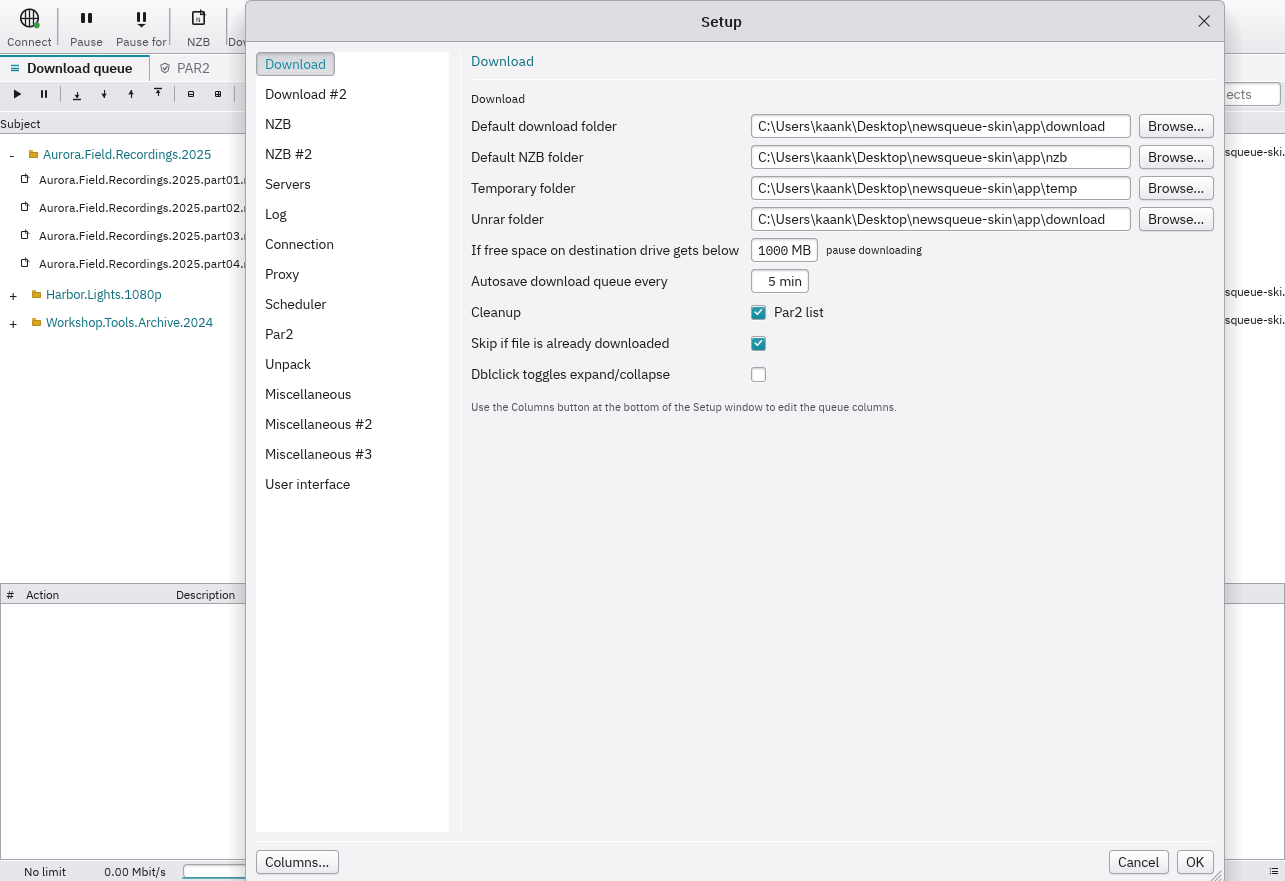 Setup
Connect
Pause
Pause for
NZB
Dow
Download queue
PAR2
ects
Subject
Aurora.Field.Recordings.2025
Aurora.Field.Recordings.2025.part01.r
Aurora.Field.Recordings.2025.part02.r
Aurora.Field.Recordings.2025.part03.r
Aurora.Field.Recordings.2025.part04.r
+ Harbor.Lights.1080p
+ Workshop.Tools.Archive.2024
squeue-ski.
squeue-ski.
squeue-ski.
# Action Description
No limit 0.00 Mbit/s
Download
Download #2
NZB
NZB #2
Servers
Log
Connection
Proxy
Scheduler
Par2
Unpack
Miscellaneous
Miscellaneous #2
Miscellaneous #3
User interface
Download
Download
Default download folder C:\Users\kaank\Desktop\newsqueue-skin\app\download Browse...
Default NZB folder C:\Users\kaank\Desktop\newsqueue-skin\app\nzb Browse...
Temporary folder C:\Users\kaank\Desktop\newsqueue-skin\app\temp Browse...
Unrar folder C:\Users\kaank\Desktop\newsqueue-skin\app\download Browse...
If free space on destination drive gets below 1000 MB pause downloading
Autosave download queue every 5 min
Cleanup Par2 list
Skip if file is already downloaded
Dblclick toggles expand/collapse
Use the Columns button at the bottom of the Setup window to edit the queue columns.
Columns... Cancel OK